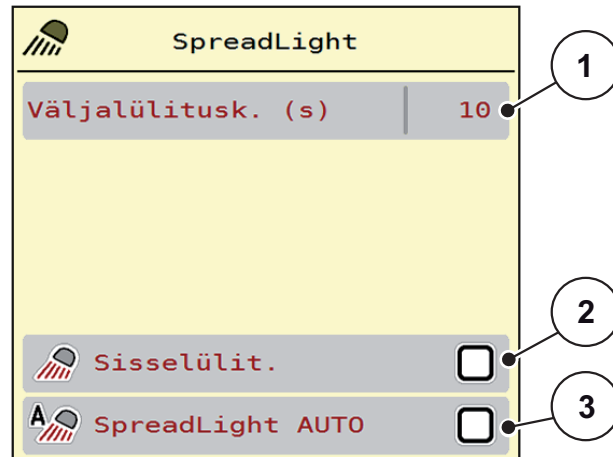 SpreadLight
Väljalülitusk. (s) 10
1
Sisselülit.
2
A
SpreadLight AUTO
3